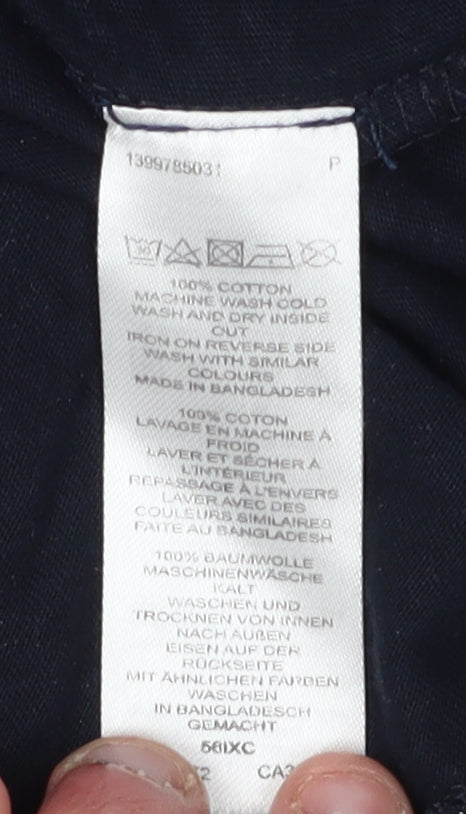 139978503 P
30
100% COTTON
MACHINE WASH COLD
WASH AND DRY INSIDE
OUT
IRON ON REVERSE SIDE
WASH WITH SIMILAR
COLOURS
MADE IN BANGLADESH
100% COTON
LAVAGE EN MACHINE À
FROID
LAVER ET SÉCHER À
L'INTÉRIEUR
REPASSAGE À L'ENVERS
LAVER AVEC DES
COULEURS SIMILAIRES
FAITE AU BANGLADESH
100% BAUMWOLLE
MASCHINENWÄSCHE
KALT
WASCHEN UND
TROCKNEN VON INNEN
NACH AUßEN
EISEN AUF DER
RÜCKSEITE
MIT ÄHNLICHEN FARBEN
WASCHEN
IN BANGLADESCH
GEMACHT
56IXC